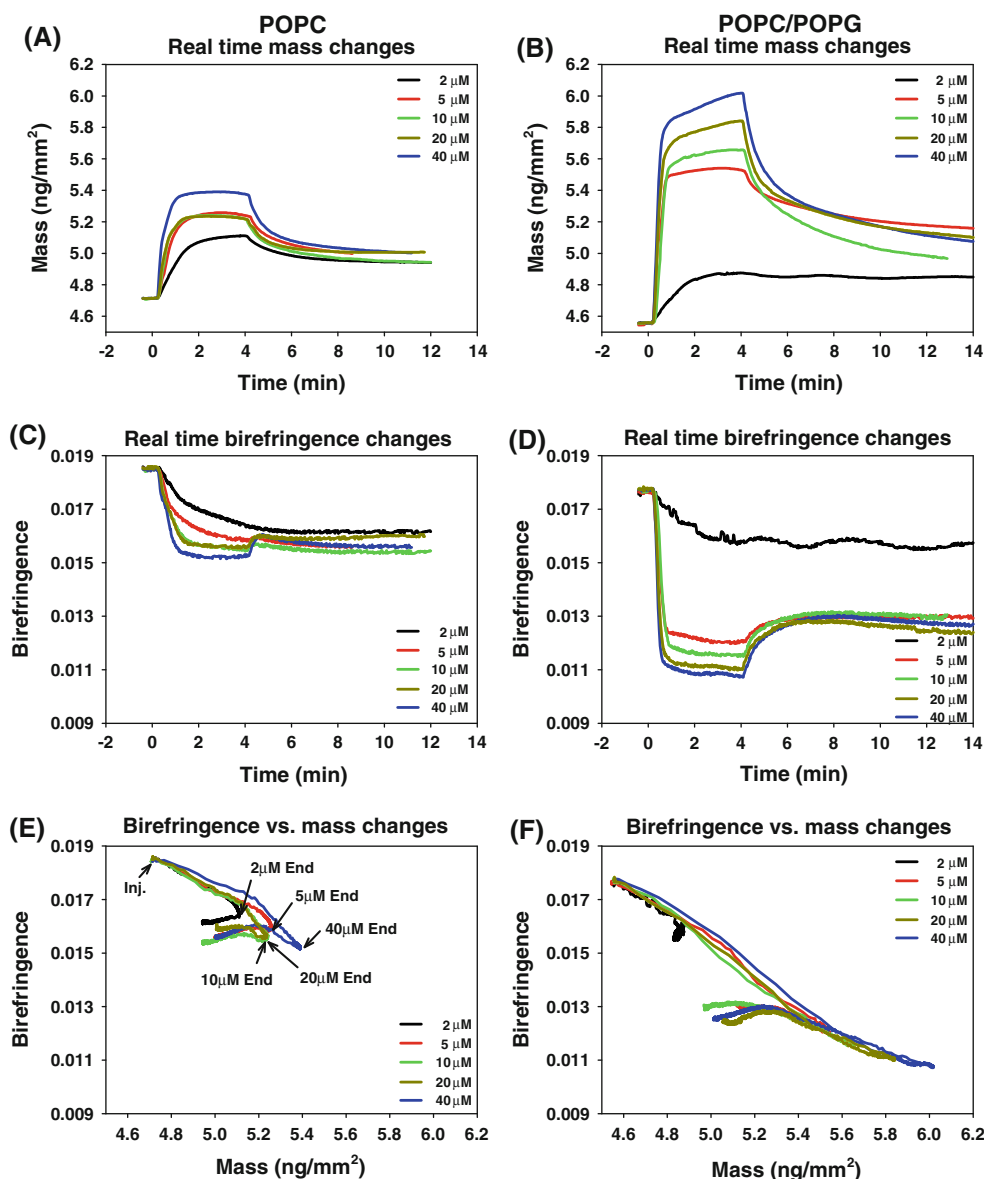 POPC
(A)
Real time mass changes
6.2
6.0
5.8
5.6
5.4
5.2
5.0
4.8
4.6
Mass (ng/mm²)
2 µM
5 µM
10 µM
20 µM
40 µM
-2 0 2 4 6 8 10 12 14
Time (min)
POPC/POPG
(B)
Real time mass changes
6.2
6.0
5.8
5.6
5.4
5.2
5.0
4.8
4.6
Mass (ng/mm²)
2 µM
5 µM
10 µM
20 µM
40 µM
-2 0 2 4 6 8 10 12 14
Time (min)
(C)
Real time birefringence changes
0.019
0.017
0.015
0.013
0.011
0.009
Birefringence
2 µM
5 µM
10 µM
20 µM
40 µM
-2 0 2 4 6 8 10 12 14
Time (min)
(D)
Real time birefringence changes
0.019
0.017
0.015
0.013
0.011
0.009
Birefringence
2 µM
5 µM
10 µM
20 µM
40 µM
-2 0 2 4 6 8 10 12 14
Time (min)
(E)
Birefringence vs. mass changes
0.019
0.017
0.015
0.013
0.011
0.009
Birefringence
Inj.
2µM End
5µM End
40µM End
10µM End
20µM End
2 µM
5 µM
10 µM
20 µM
40 µM
4.6 4.8 5.0 5.2 5.4 5.6 5.8 6.0 6.2
Mass (ng/mm²)
(F)
Birefringence vs. mass changes
0.019
0.017
0.015
0.013
0.011
0.009
Birefringence
2 µM
5 µM
10 µM
20 µM
40 µM
4.6 4.8 5.0 5.2 5.4 5.6 5.8 6.0 6.2
Mass (ng/mm²)